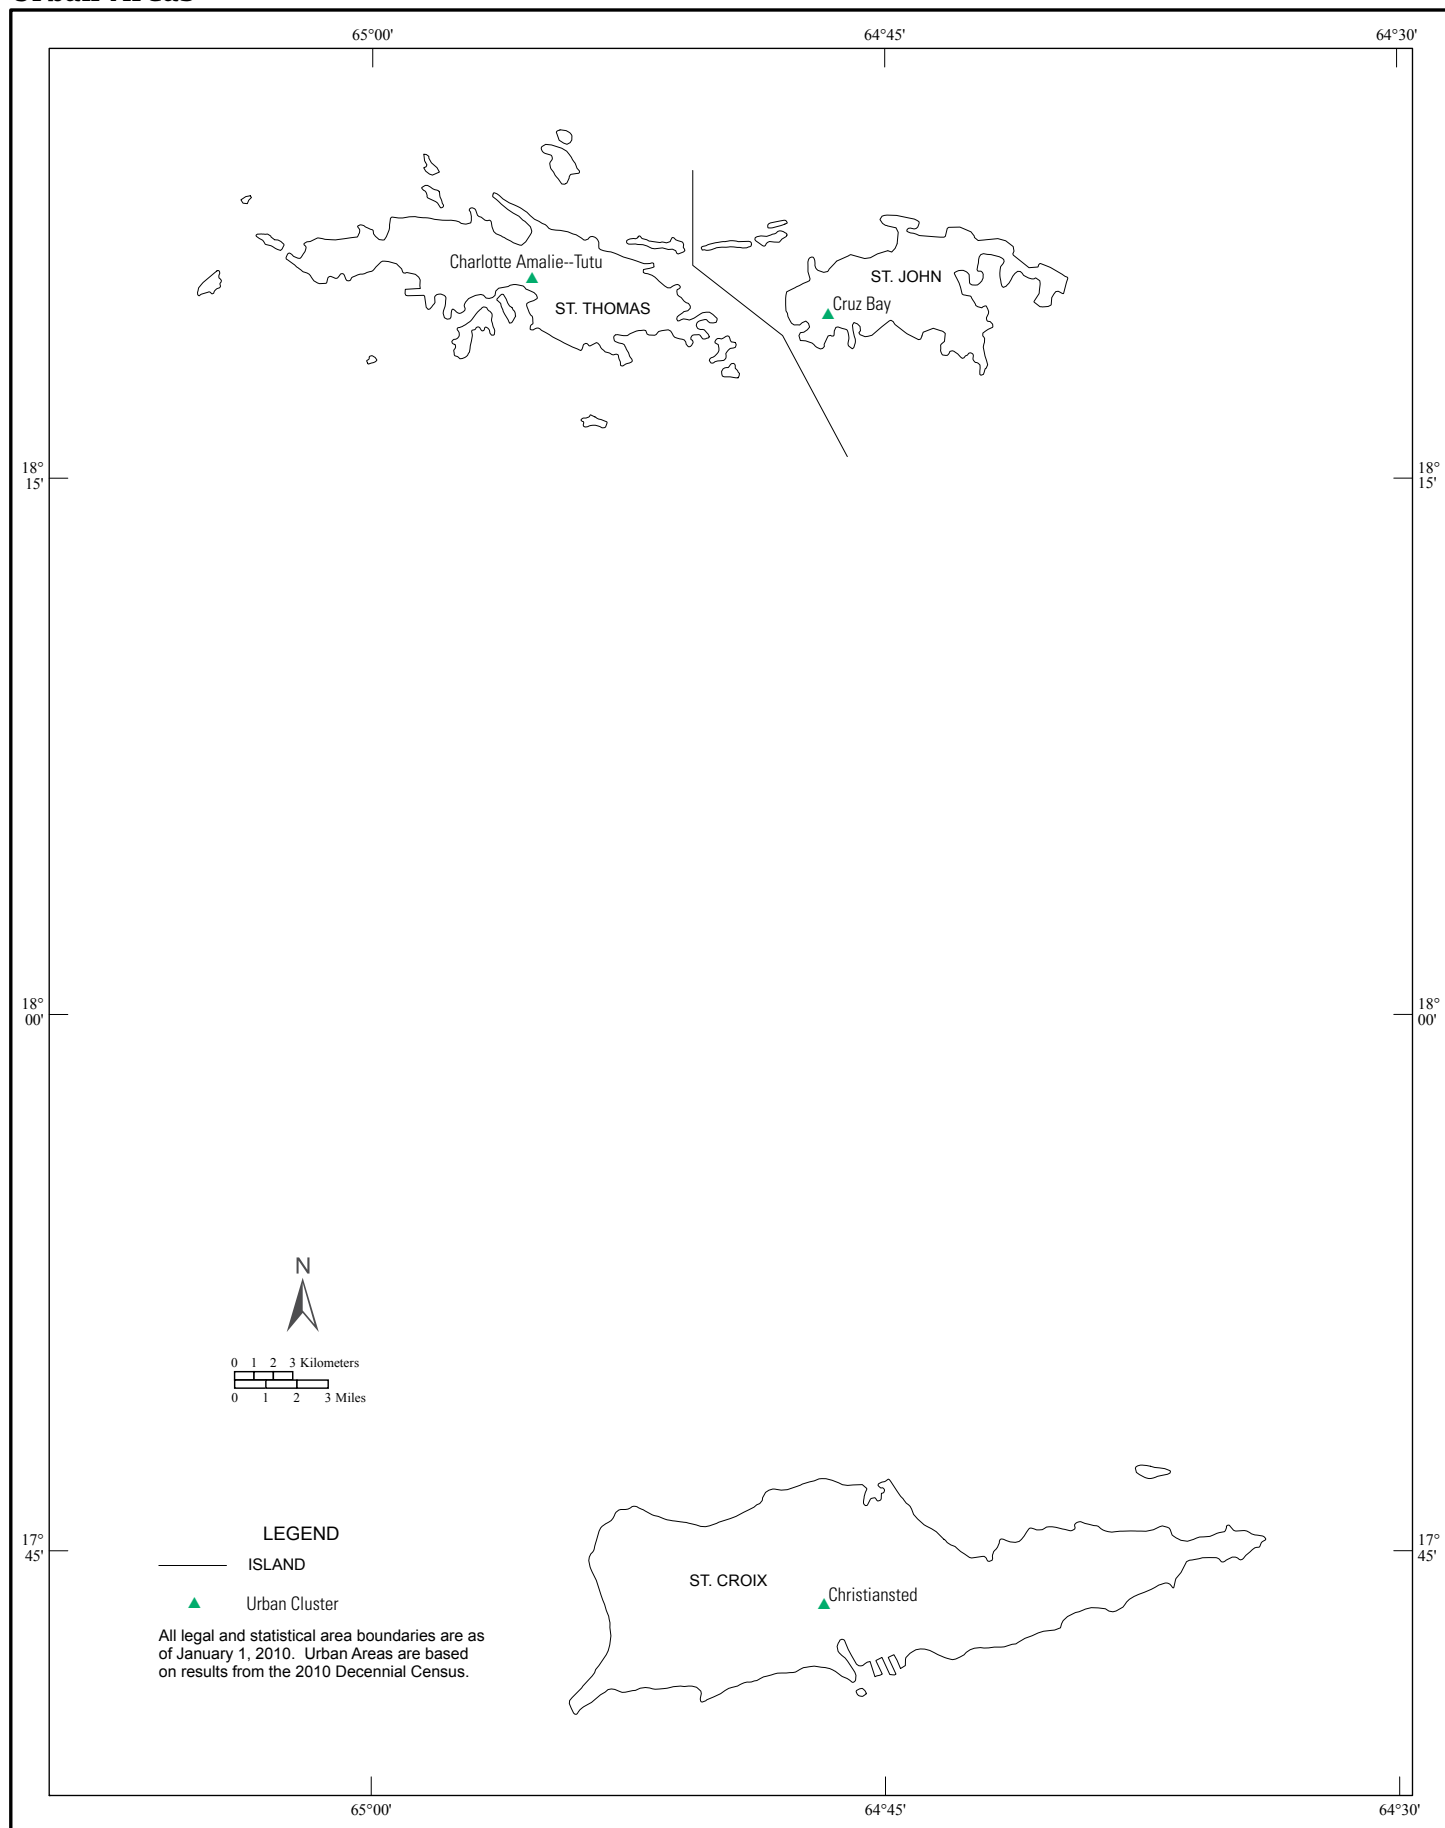 Urban Areas
65°00'
64°45'
64°30'
Charlotte Amalie--Tutu
ST. THOMAS
ST. JOHN
Cruz Bay
18°
15'
18°
15'
18°
00'
18°
00'
N
0 1 2 3 Kilometers
0 1 2 3 Miles
17°
45'
17°
45'
LEGEND
ISLAND
Urban Cluster
All legal and statistical area boundaries are as
of January 1, 2010. Urban Areas are based
on results from the 2010 Decennial Census.
ST. CROIX
Christiansted
65°00'
64°45'
64°30'